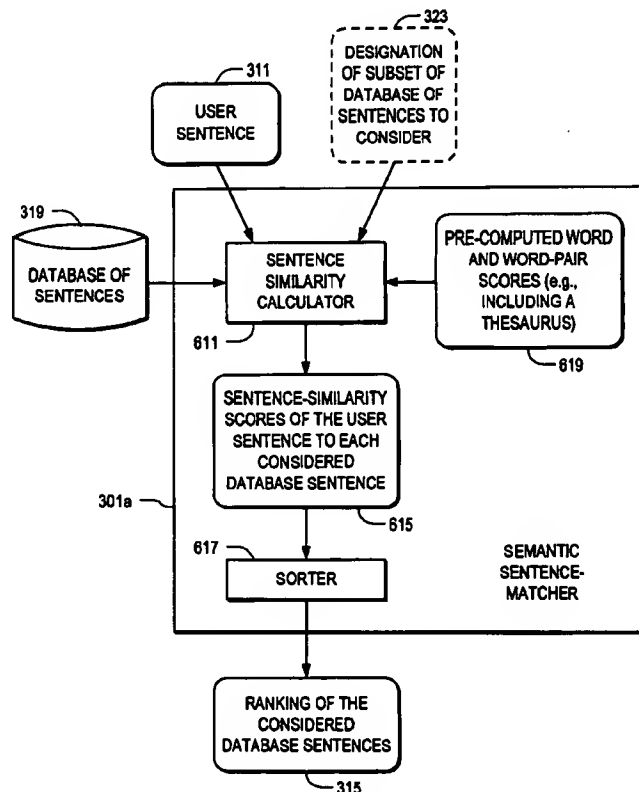 323
DESIGNATION
OF SUBSET OF
DATABASE OF
SENTENCES TO
CONSIDER
311
USER
SENTENCE
319
DATABASE OF
SENTENCES
SENTENCE
SIMILARITY
CALCULATOR
611
PRE-COMPUTED WORD
AND WORD-PAIR
SCORES (e.g.,
INCLUDING A
THESAURUS)
619
SENTENCE-SIMILARITY
SCORES OF THE USER
SENTENCE TO EACH
CONSIDERED
DATABASE SENTENCE
615
301a
617
SORTER
SEMANTIC
SENTENCE-
MATCHER
RANKING OF THE
CONSIDERED
DATABASE SENTENCES
315